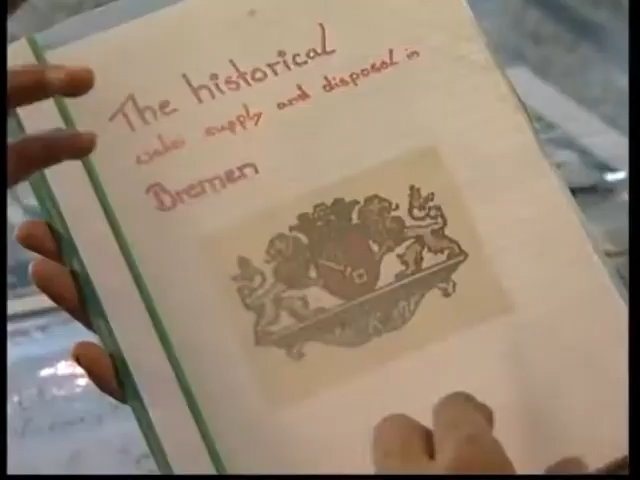 The historical
water supply and disposal in
Bremen